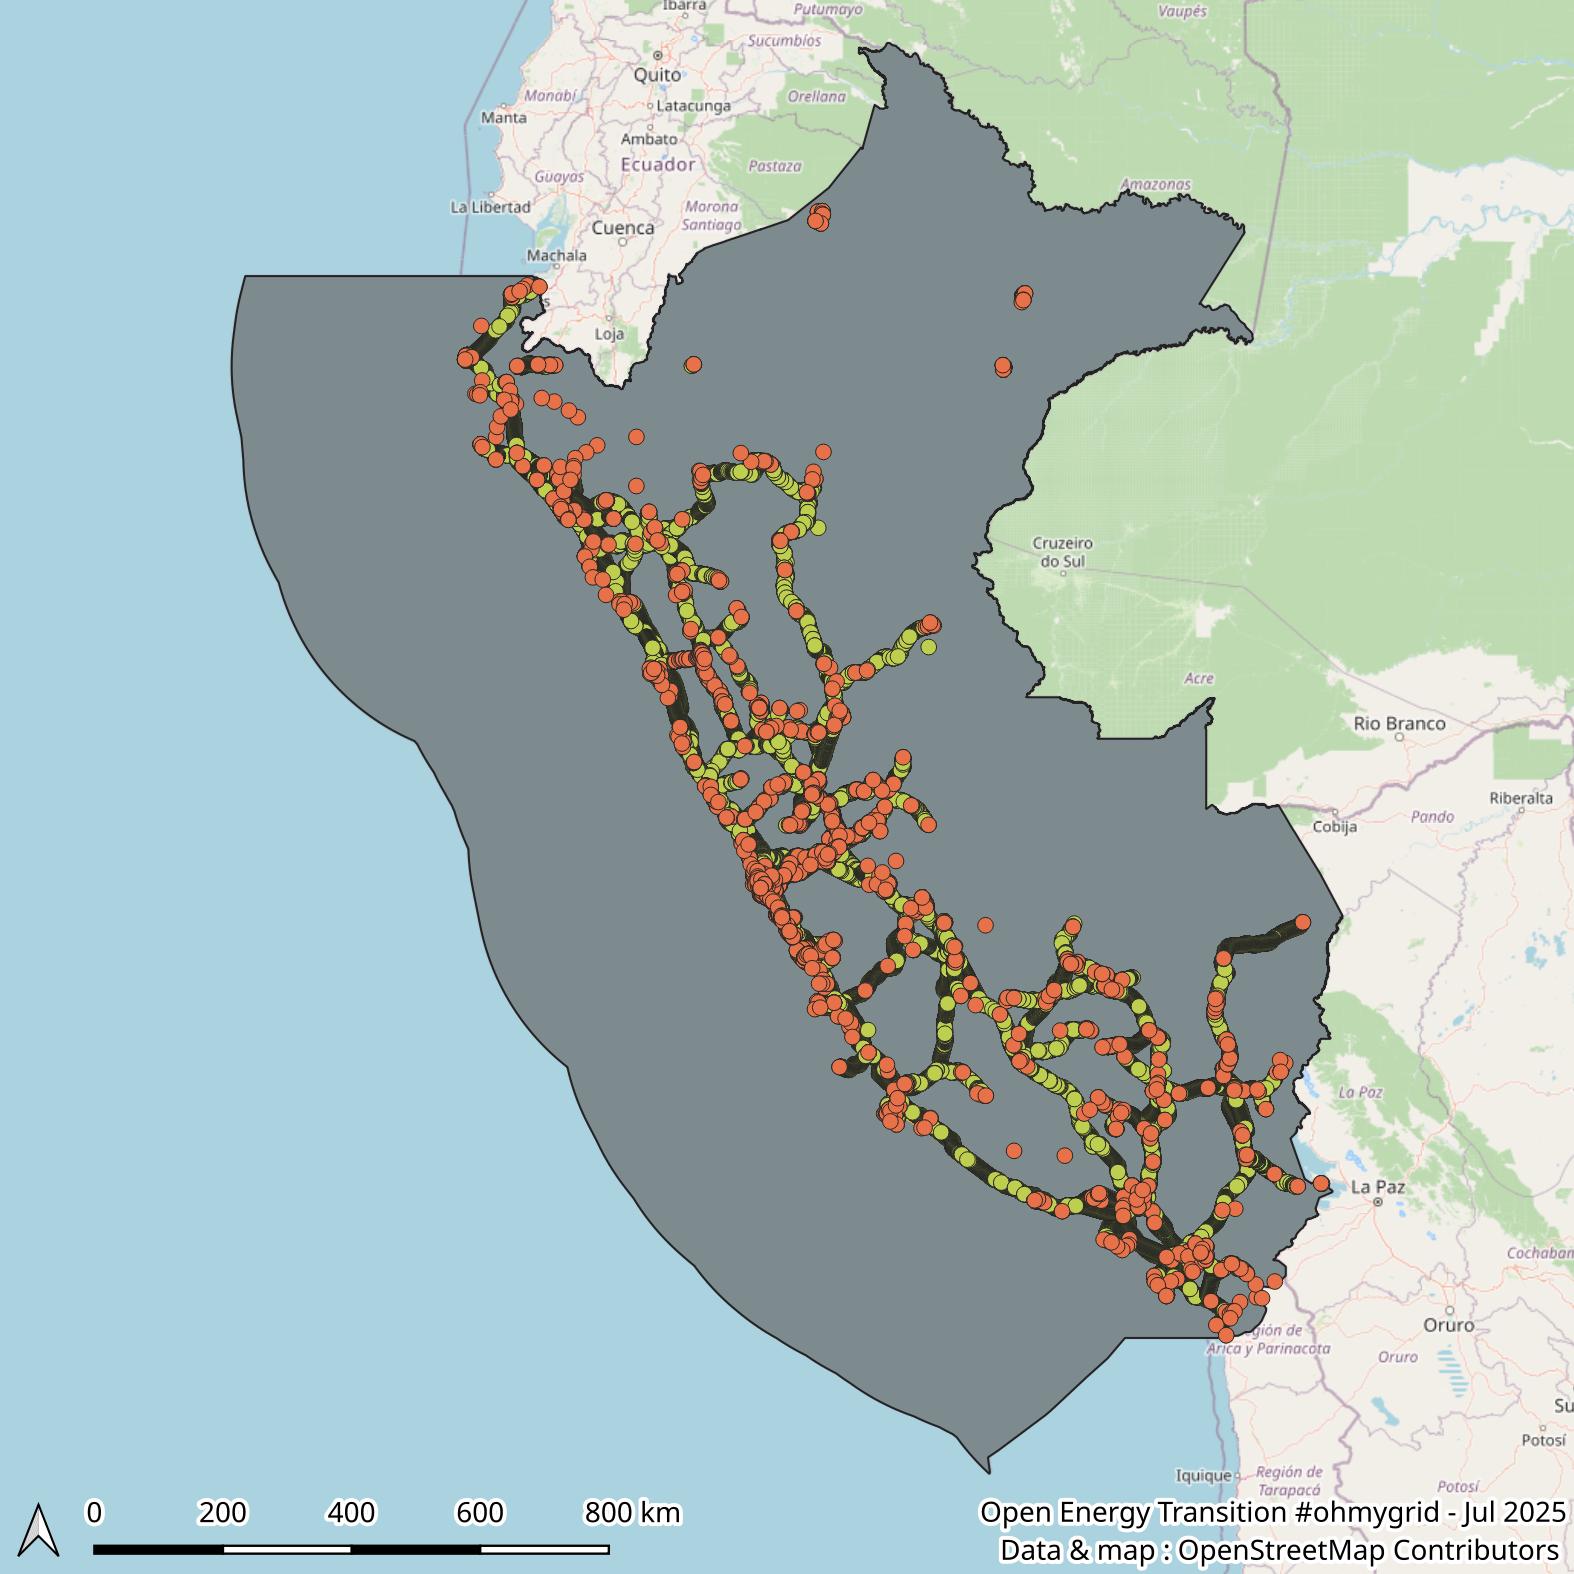 Ibarra
Putumayo
Vaupés
Sucumbíos
Quito
Manabí
Latacunga
Orellana
Manta
Ambato
Ecuador
Pastaza
Guayas
Amazonas
La Libertad
Morona
Santiago
Cuenca
Machala
s
Loja
Cruzeiro
do Sul
Acre
Rio Branco
Riberalta
Pando
Cobija
La Paz
La Paz
Cochaban
Oruro
gión de
Arica y Parinacota
Oruro
Su
Potosí
Iquique
Región de
Tarapacá
Potosí
0 200 400 600 800 km
Open Energy Transition #ohmygrid - Jul 2025
Data & map : OpenStreetMap Contributors